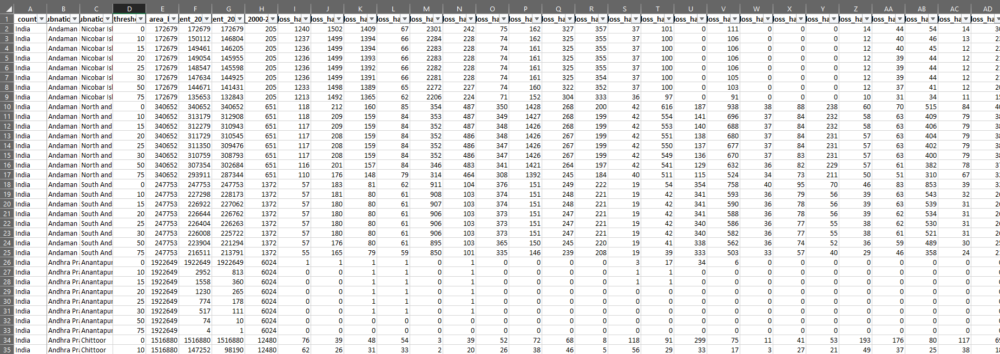 A B C D E F G H I J K L M N O P Q R S T U V W X Y Z AA AB AC AD
1 count ubnatio ubnatio thresho area_l ent_20 ent_20 _2000-2 loss_ha loss_ha loss_ha loss_ha loss_ha loss_ha loss_ha loss_ha loss_ha loss_ha loss_ha loss_ha loss_ha loss_ha loss_ha loss_ha loss_ha loss_ha loss_ha loss_ha loss_ha loss_ha
2 India Andaman Nicobar Isl 0 172679 172679 172679 205 1240 1502 1409 67 2301 242 75 162 327 357 37 101 0 111 0 0 0 14 44 54 14
3 India Andaman Nicobar Isl 10 172679 150112 146804 205 1237 1499 1394 66 2284 228 74 162 325 355 37 100 0 106 0 0 0 12 40 46 13
4 India Andaman Nicobar Isl 15 172679 149461 146205 205 1236 1499 1394 66 2283 228 74 161 325 355 37 100 0 106 0 0 0 12 40 45 12
5 India Andaman Nicobar Isl 20 172679 149054 145955 205 1236 1499 1393 66 2283 228 74 161 325 355 37 100 0 106 0 0 0 12 39 44 12
6 India Andaman Nicobar Isl 25 172679 148547 145598 205 1236 1499 1392 66 2282 228 74 161 325 355 37 100 0 106 0 0 0 12 39 44 12
7 India Andaman Nicobar Isl 30 172679 147634 144925 205 1236 1499 1391 66 2281 228 74 161 325 354 37 100 0 105 0 0 0 12 39 44 12
8 India Andaman Nicobar Isl 50 172679 144671 141431 205 1233 1498 1389 65 2272 227 74 160 322 352 37 100 0 103 0 0 0 12 37 41 12
9 India Andaman Nicobar Isl 75 172679 135653 132843 205 1213 1492 1365 62 2206 224 71 152 304 333 36 97 0 91 0 0 0 10 31 34 11
10 India Andaman North and 0 340652 340652 340652 651 118 212 160 85 354 487 350 1428 268 200 42 616 187 938 38 88 238 60 70 515 84
11 India Andaman North and 10 340652 313179 312908 651 118 209 159 84 353 487 349 1427 268 199 42 554 141 696 37 84 232 58 63 409 79
12 India Andaman North and 15 340652 312279 310943 651 117 209 159 84 352 487 348 1426 268 199 42 553 140 688 37 84 232 58 63 406 79
13 India Andaman North and 20 340652 311729 310545 651 117 208 159 84 352 486 348 1426 267 199 42 551 138 680 37 84 231 57 63 404 79
14 India Andaman North and 25 340652 311350 309476 651 117 208 159 84 352 486 347 1426 267 199 42 550 137 677 37 84 231 57 63 402 79
15 India Andaman North and 30 340652 310759 308793 651 117 208 159 84 352 486 347 1426 267 199 42 549 136 670 37 83 231 57 63 400 79
16 India Andaman North and 50 340652 307354 302684 651 116 201 157 84 346 483 341 1421 264 197 42 541 129 632 36 82 229 57 61 382 78
17 India Andaman North and 75 340652 293911 287344 651 110 176 148 79 314 464 308 1392 245 184 40 511 115 524 34 73 211 50 51 310 67
18 India Andaman South And 0 247753 247753 247753 1372 57 183 81 62 911 104 376 151 249 222 19 54 354 758 40 95 70 46 83 853 39
19 India Andaman South And 10 247753 227298 228173 1372 57 181 80 61 908 103 374 151 248 221 19 42 341 593 36 79 56 39 63 543 32
20 India Andaman South And 15 247753 226922 227062 1372 57 180 80 61 907 103 374 151 248 221 19 42 341 590 36 78 56 39 63 539 31
21 India Andaman South And 20 247753 226644 226762 1372 57 180 80 61 906 103 373 151 247 221 19 42 341 588 36 78 56 39 62 534 31
22 India Andaman South And 25 247753 226404 226263 1372 57 180 80 61 906 103 373 151 247 221 19 42 340 586 36 77 55 38 62 530 31
23 India Andaman South And 30 247753 226008 225722 1372 57 180 80 61 906 103 373 151 247 221 19 42 340 582 36 77 55 38 61 521 31
24 India Andaman South And 50 247753 223904 221294 1372 57 176 80 61 895 103 365 150 245 220 19 41 338 562 36 74 52 36 59 489 30
25 India Andaman South And 75 247753 216511 213791 1372 55 165 79 59 850 101 335 146 239 208 19 39 333 503 33 57 40 29 46 358 24
26 India Andhra Pr Anantapur 0 1922649 1922649 1922649 6024 1 1 1 1 0 1 0 0 0 0 3 17 34 6 0 0 0 0 0 0 0
27 India Andhra Pr Anantapur 10 1922649 2952 813 6024 0 0 1 1 0 1 0 0 0 0 1 1 0 0 0 0 0 0 0 0 0
28 India Andhra Pr Anantapur 15 1922649 1558 360 6024 0 0 1 1 0 1 0 0 0 0 1 1 0 0 0 0 0 0 0 0 0
29 India Andhra Pr Anantapur 20 1922649 1230 265 6024 0 0 1 1 0 1 0 0 0 0 0 0 0 0 0 0 0 0 0 0 0
30 India Andhra Pr Anantapur 25 1922649 774 178 6024 0 0 1 1 0 1 0 0 0 0 0 0 0 0 0 0 0 0 0 0 0
31 India Andhra Pr Anantapur 30 1922649 517 111 6024 0 0 1 1 0 1 0 0 0 0 0 0 0 0 0 0 0 0 0 0 0
32 India Andhra Pr Anantapur 50 1922649 74 10 6024 0 0 0 0 0 0 0 0 0 0 0 0 0 0 0 0 0 0 0 0 0
33 India Andhra Pr Anantapur 75 1922649 4 1 6024 0 0 0 0 0 0 0 0 0 0 0 0 0 0 0 0 0 0 0 0 0
34 India Andhra Pr Chittoor 0 1516880 1516880 1516880 12480 76 39 48 54 3 39 52 72 68 8 118 91 299 75 11 41 53 193 176 80 117
35 India Andhra Pr Chittoor 10 1516880 147252 98190 12480 62 26 31 33 2 20 26 38 46 5 56 29 33 17 3 27 21 49 37 25 38